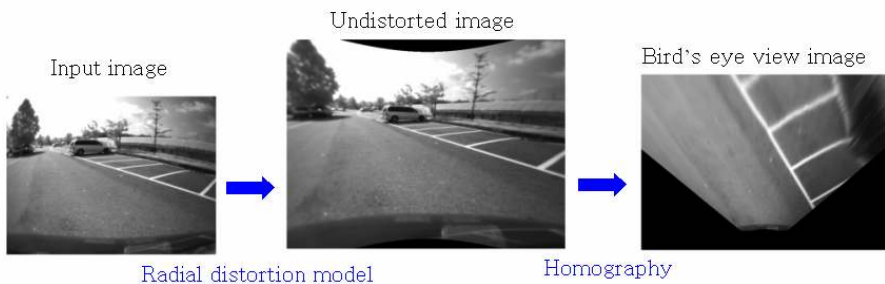 Input image
Undistorted image
Bird's eye view image
Radial distortion model
Homography